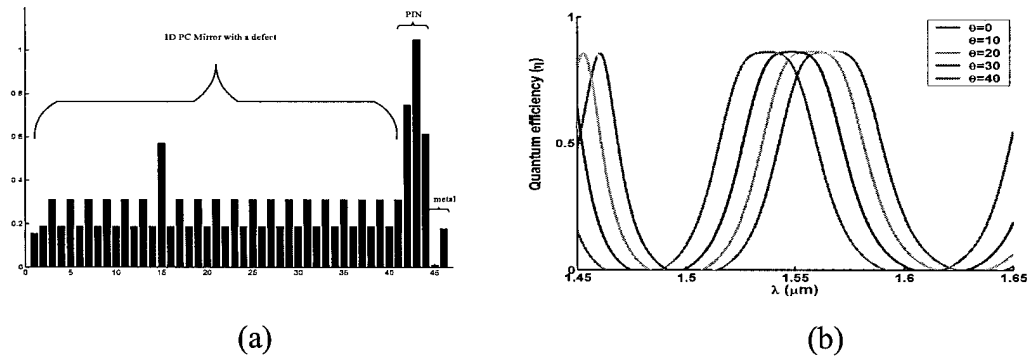 PIN
1D PC Mirror with a defect
metal
1
0.8
0.6
0.4
0.2
0
0 5 10 15 20 25 30 35 40 45
(a)
Quantum efficiency (η)
1
0.5
0
1.45 1.5 1.55 1.6 1.65
λ (μm)
Θ=0
Θ=10
Θ=20
Θ=30
Θ=40
(b)